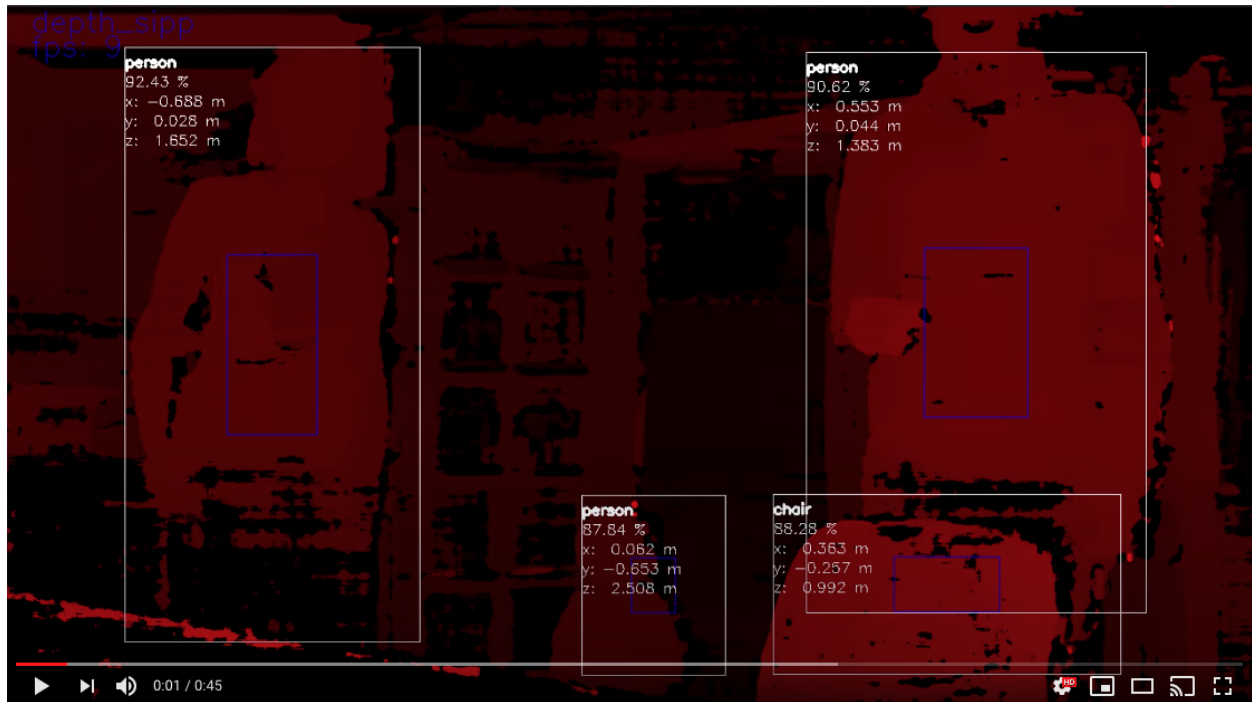 depth_sipp
fps: 9
person
92.43 %
x: −0.688 m
y: 0.028 m
z: 1.652 m
person
90.62 %
x: 0.553 m
y: 0.044 m
z: 1.383 m
person
87.84 %
x: 0.062 m
y: −0.653 m
z: 2.508 m
chair
88.28 %
x: 0.363 m
y: −0.257 m
z: 0.992 m
0:01 / 0:45
HD